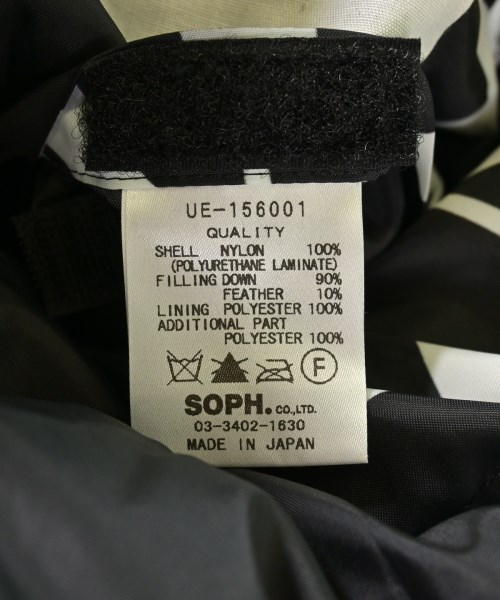 UE-156001
QUALITY
SHELL NYLON 100%
(POLYURETHANE LAMINATE)
FILLING DOWN 90%
FEATHER 10%
LINING POLYESTER 100%
ADDITIONAL PART
POLYESTER 100%
F
SOPH. CO.,LTD.
03-3402-1630
MADE IN JAPAN